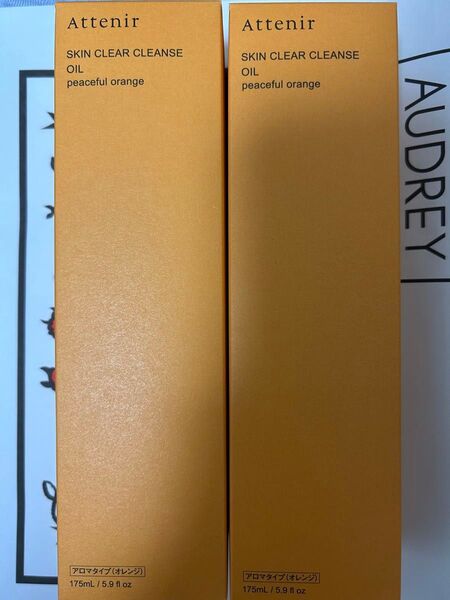 Attenir
SKIN CLEAR CLEANSE
OIL
peaceful orange
アロマタイプ(オレンジ)
175mL / 5.9 fl oz
Attenir
SKIN CLEAR CLEANSE
OIL
peaceful orange
アロマタイプ(オレンジ)
175mL / 5.9 fl oz
AUDREY